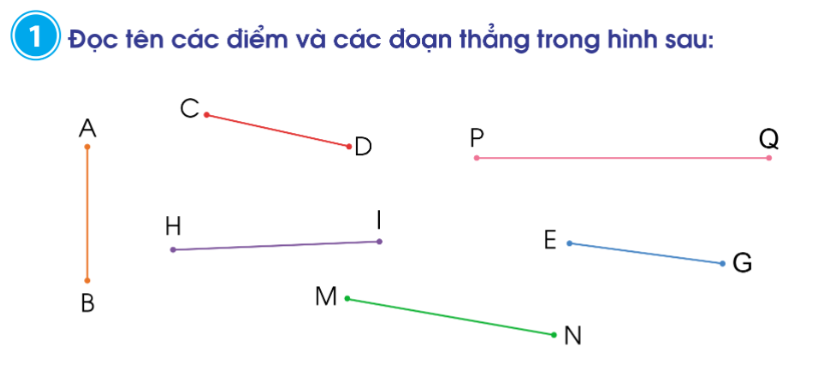 1 Đọc tên các điểm và các đoạn thẳng trong hình sau:
C
A
D
P
Q
H
I
E
G
B
M
N